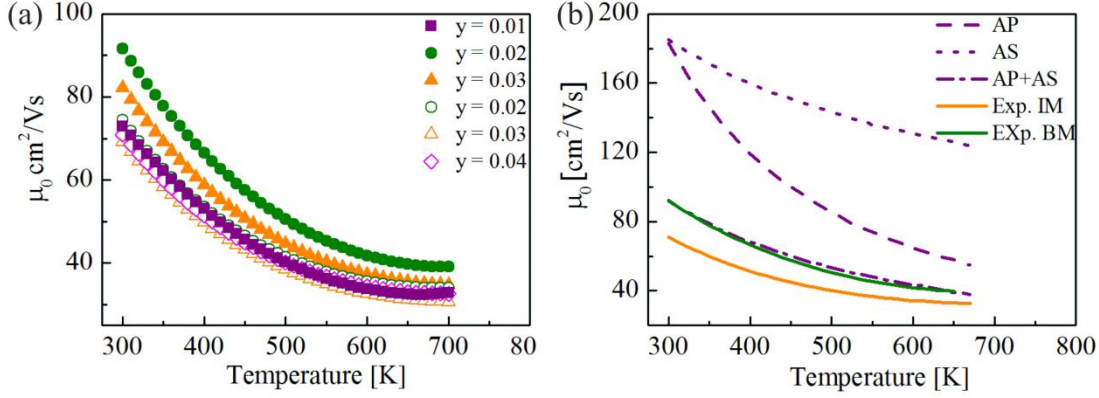 (a)
100
80
60
40
μ0 cm²/Vs
y = 0.01
y = 0.02
y = 0.03
y = 0.02
y = 0.03
y = 0.04
300 400 500 600 700 80
Temperature [K]
(b)
200
160
120
80
40
μ0 [cm²/Vs]
AP
AS
AP+AS
Exp. IM
EXp. BM
300 400 500 600 700 800
Temperature [K]